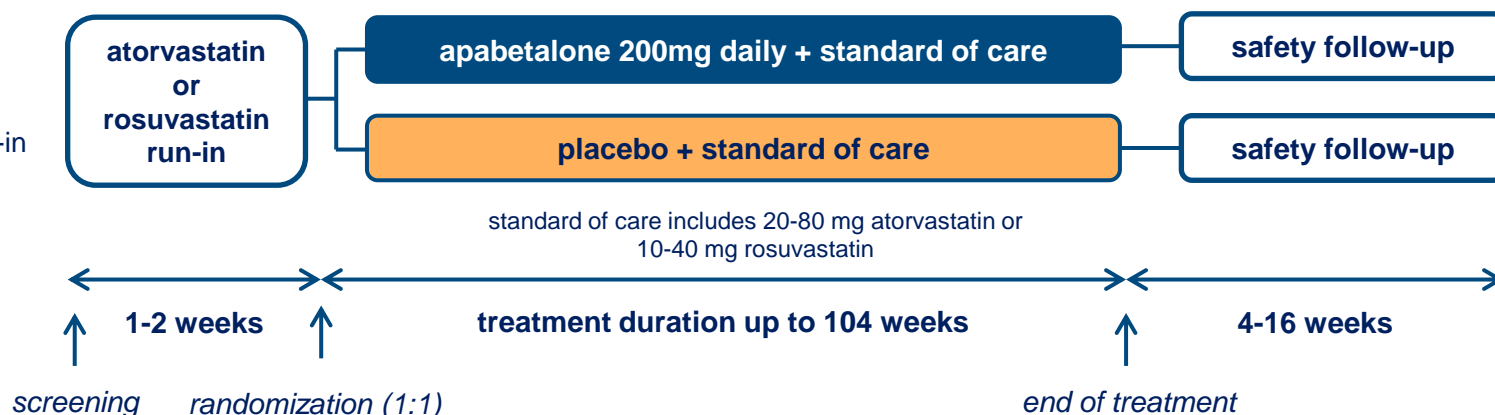 atorvastatin
or
rosuvastatin
run-in
-in
apabetalone 200mg daily + standard of care
safety follow-up
placebo + standard of care
safety follow-up
standard of care includes 20-80 mg atorvastatin or
10-40 mg rosuvastatin
1-2 weeks
treatment duration up to 104 weeks
4-16 weeks
screening
randomization (1:1)
end of treatment